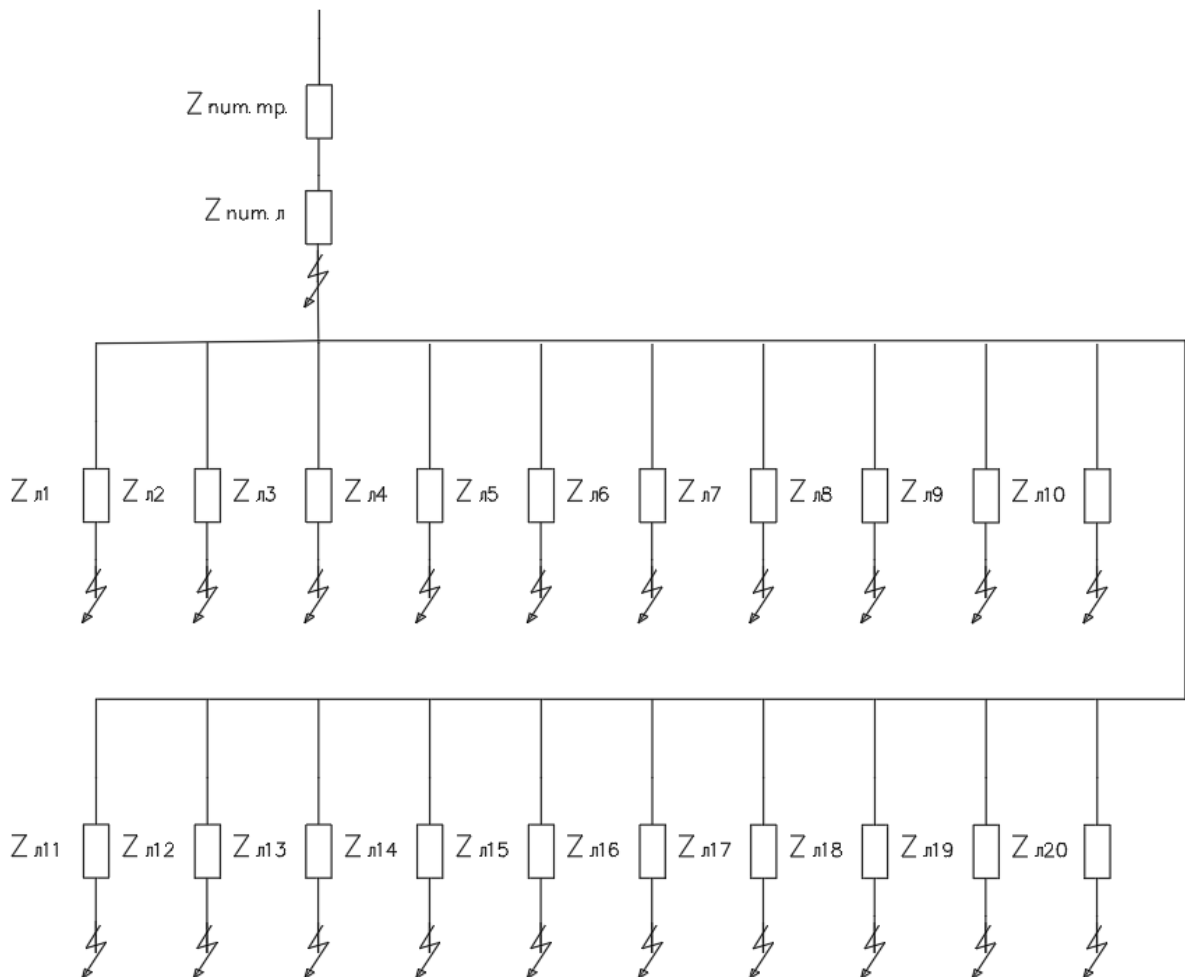 Z пит. тр.
Z пит. л
Z л1 Z л2 Z л3 Z л4 Z л5 Z л6 Z л7 Z л8 Z л9 Z л10
Z л11 Z л12 Z л13 Z л14 Z л15 Z л16 Z л17 Z л18 Z л19 Z л20